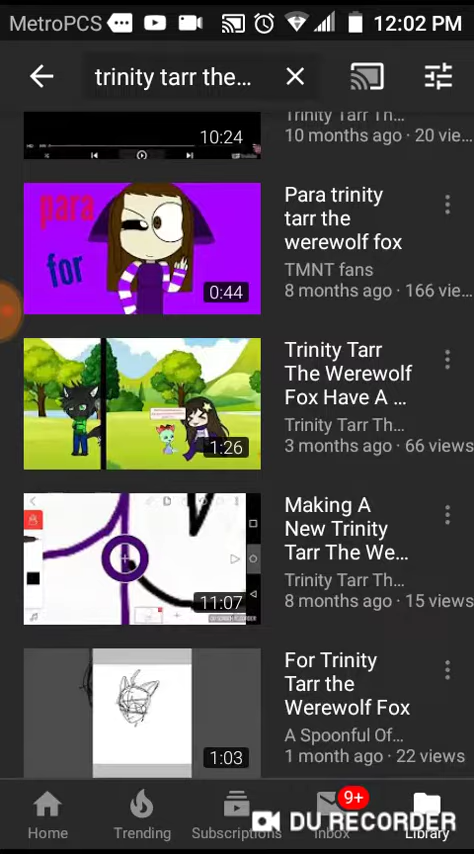 MetroPCS 12:02 PM
trinity tarr the...
10:24
Trinity Tarr Th...
10 months ago · 20 vie...
para
for
0:44
Para trinity
tarr the
werewolf fox
TMNT fans
8 months ago · 166 vie...
1:26
Trinity Tarr
The Werewolf
Fox Have A ...
Trinity Tarr Th...
3 months ago · 66 views
11:07
Making A
New Trinity
Tarr The We...
Trinity Tarr Th...
8 months ago · 15 views
1:03
For Trinity
Tarr the
Werewolf Fox
A Spoonful Of...
1 month ago · 22 views
9+
Home Trending Subscriptions Inbox Library
DU RECORDER